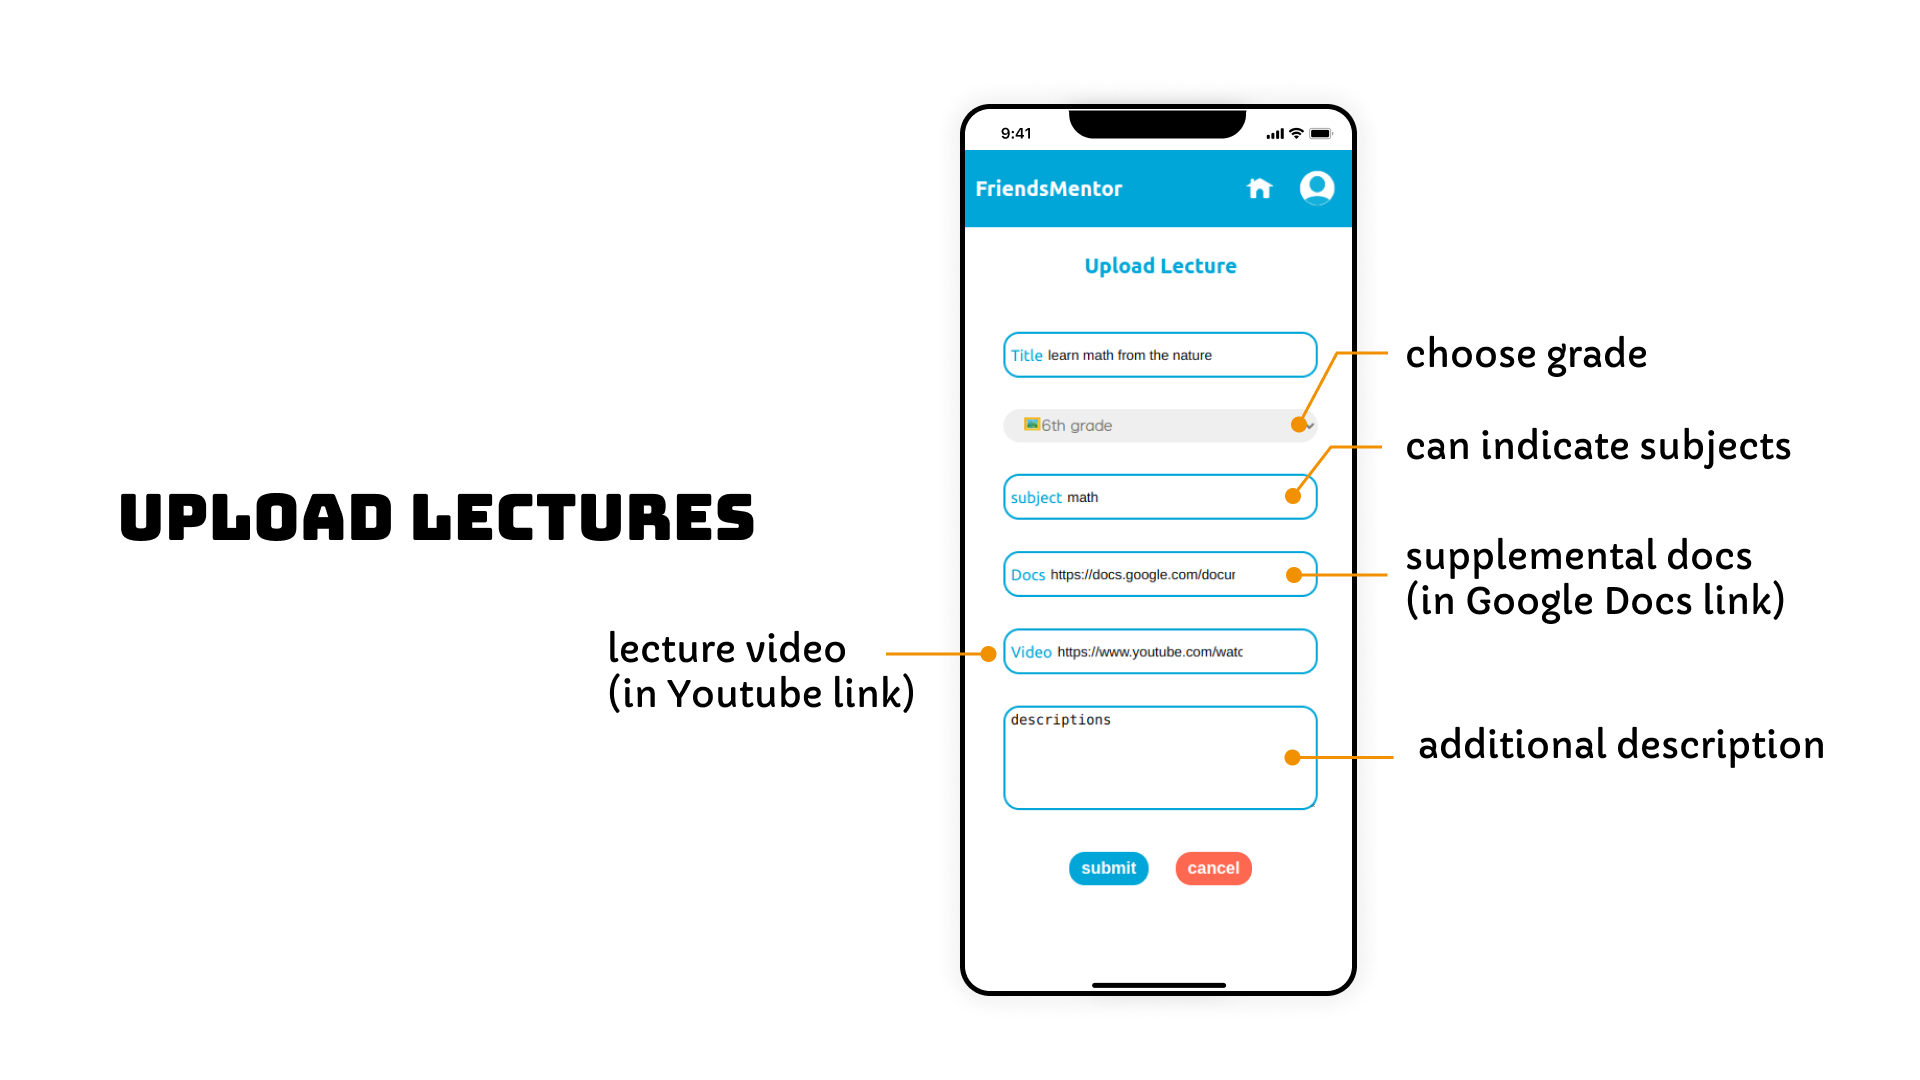 UPLOAD LECTURES
9:41
FriendsMentor
Upload Lecture
Title learn math from the nature
6th grade
subject math
Docs https://docs.google.com/docur
Video https://www.youtube.com/watc
descriptions
submit cancel
choose grade
can indicate subjects
supplemental docs
(in Google Docs link)
lecture video
(in Youtube link)
additional description